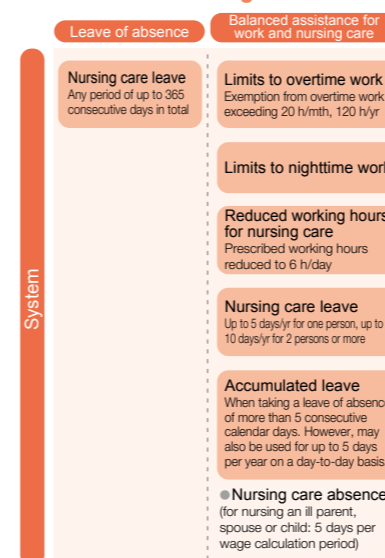 Leave of absence
Balanced assistance for
work and nursing care
System
Nursing care leave
Any period of up to 365
consecutive days in total
Limits to overtime work
Exemption from overtime work
exceeding 20 h/mth, 120 h/yr
Limits to nighttime work
Reduced working hours
for nursing care
Prescribed working hours
reduced to 6 h/day
Nursing care leave
Up to 5 days/yr for one person, up to
10 days/yr for 2 persons or more
Accumulated leave
When taking a leave of absence
of more than 5 consecutive
calendar days. However, may
also be used for up to 5 days
per year on a day-to-day basis
●Nursing care absence
(for nursing an ill parent,
spouse or child: 5 days per
wage calculation period)